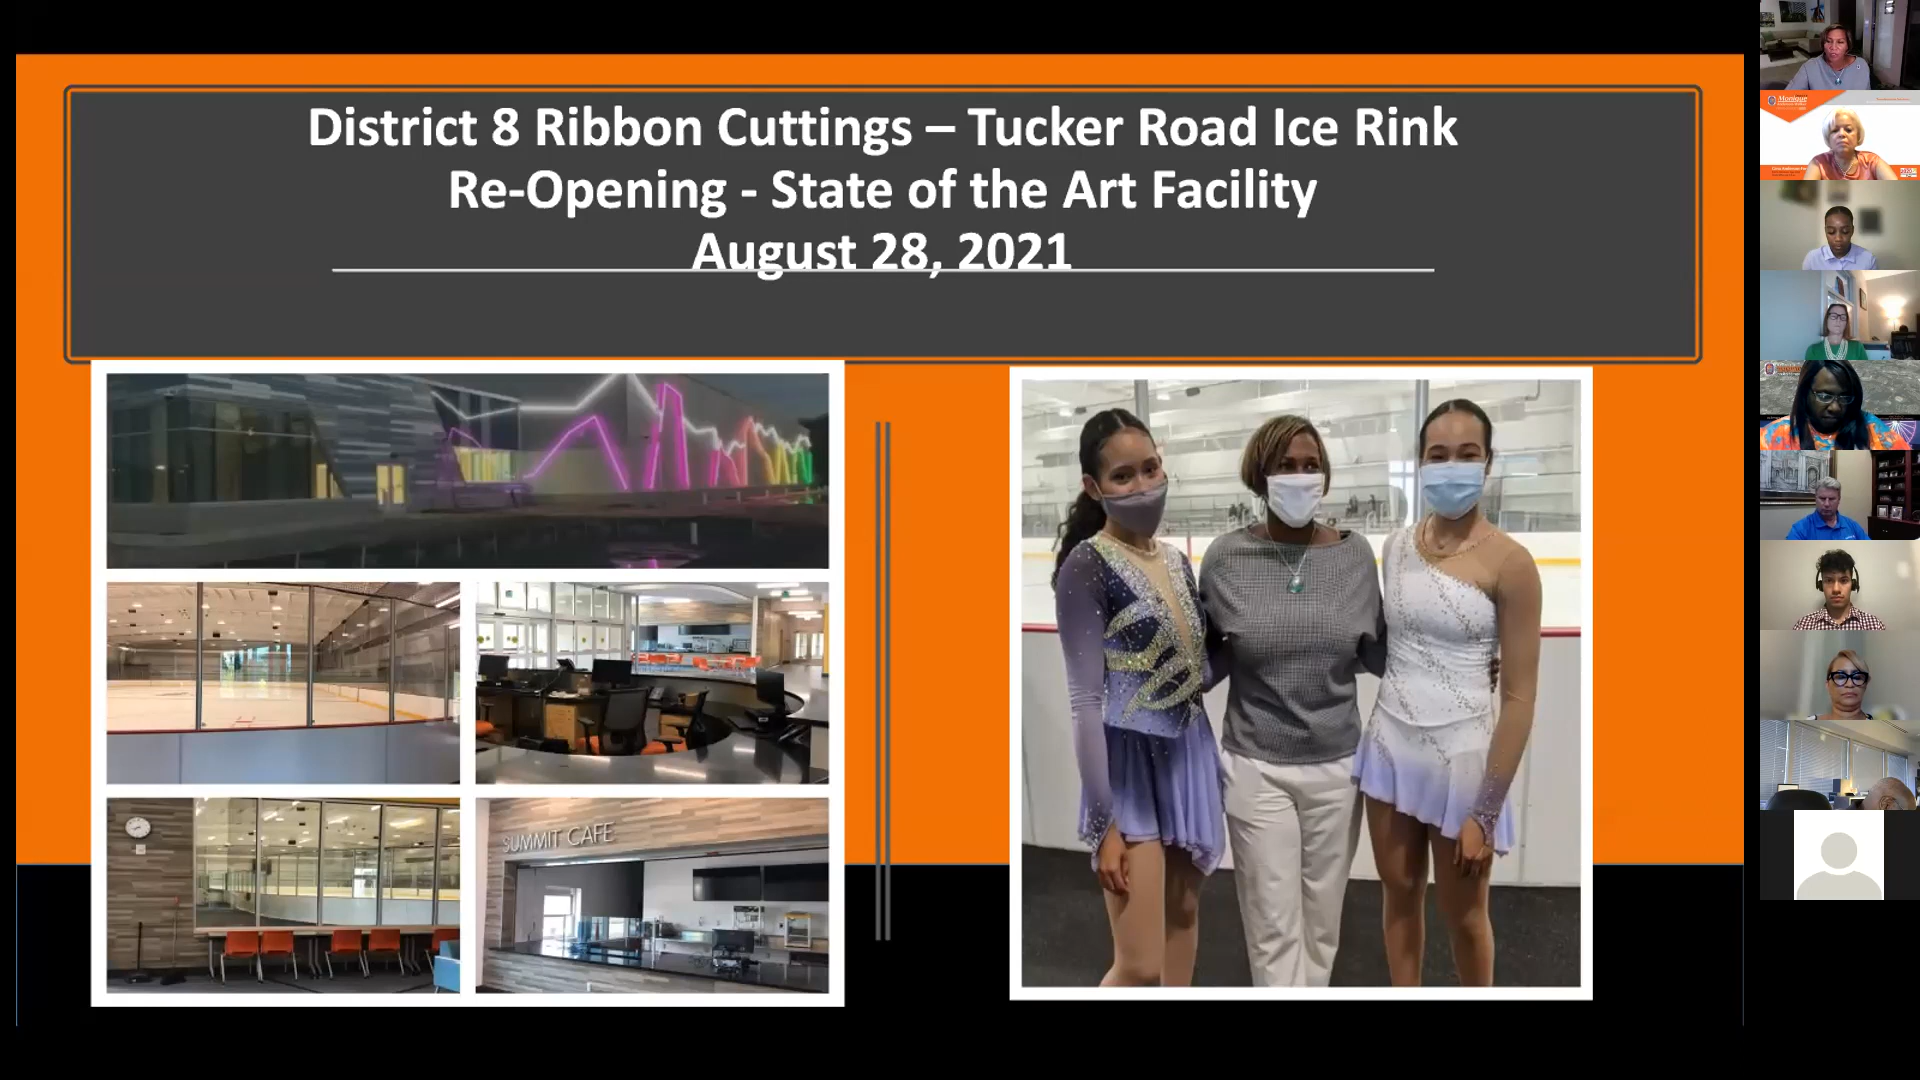 District 8 Ribbon Cuttings – Tucker Road Ice Rink
Re-Opening - State of the Art Facility
August 28, 2021
SUMMIT CAFE
Monique